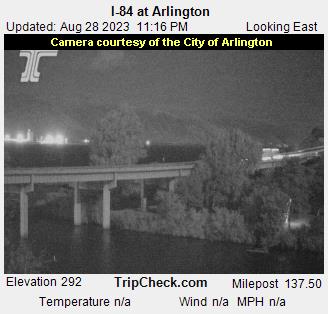 I-84 at Arlington
Updated: Aug 28 2023 11:16 PM Looking East
Camera courtesy of the City of Arlington
Elevation 292 TripCheck.com Milepost 137.50
Temperature n/a Wind n/a MPH n/a